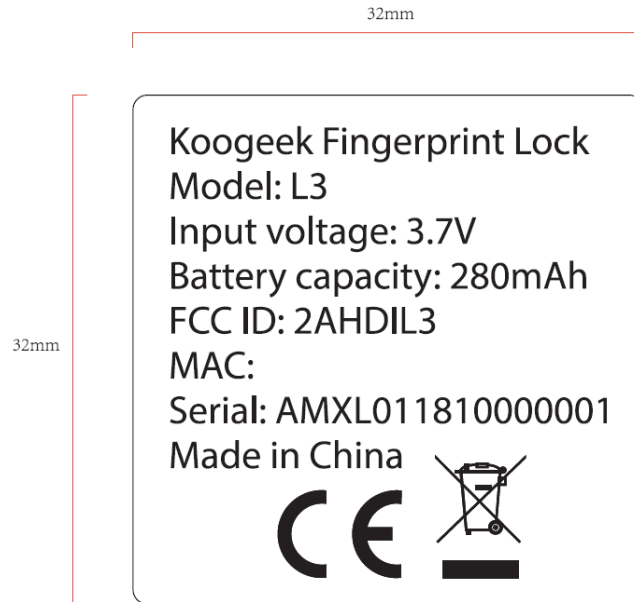 32mm
32mm
Koogeek Fingerprint Lock
Model: L3
Input voltage: 3.7V
Battery capacity: 280mAh
FCC ID: 2AHDIL3
MAC:
Serial: AMXL011810000001
Made in China
CE